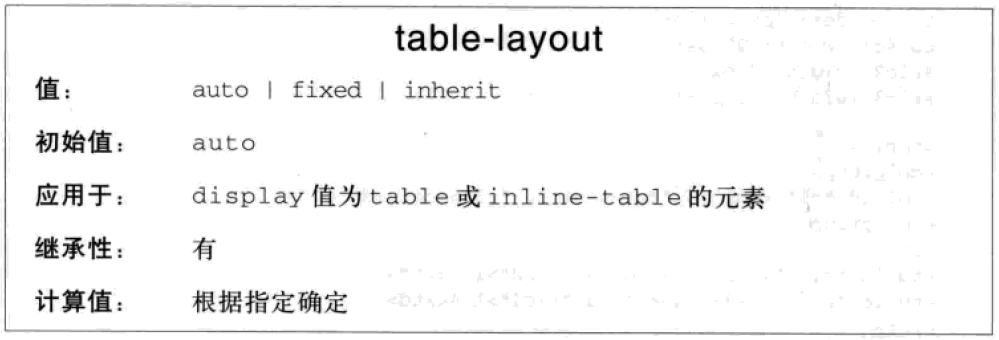 table-layout
值： auto | fixed | inherit
初始值： auto
应用于： display 值为 table 或 inline-table 的元素
继承性： 有
计算值： 根据指定确定